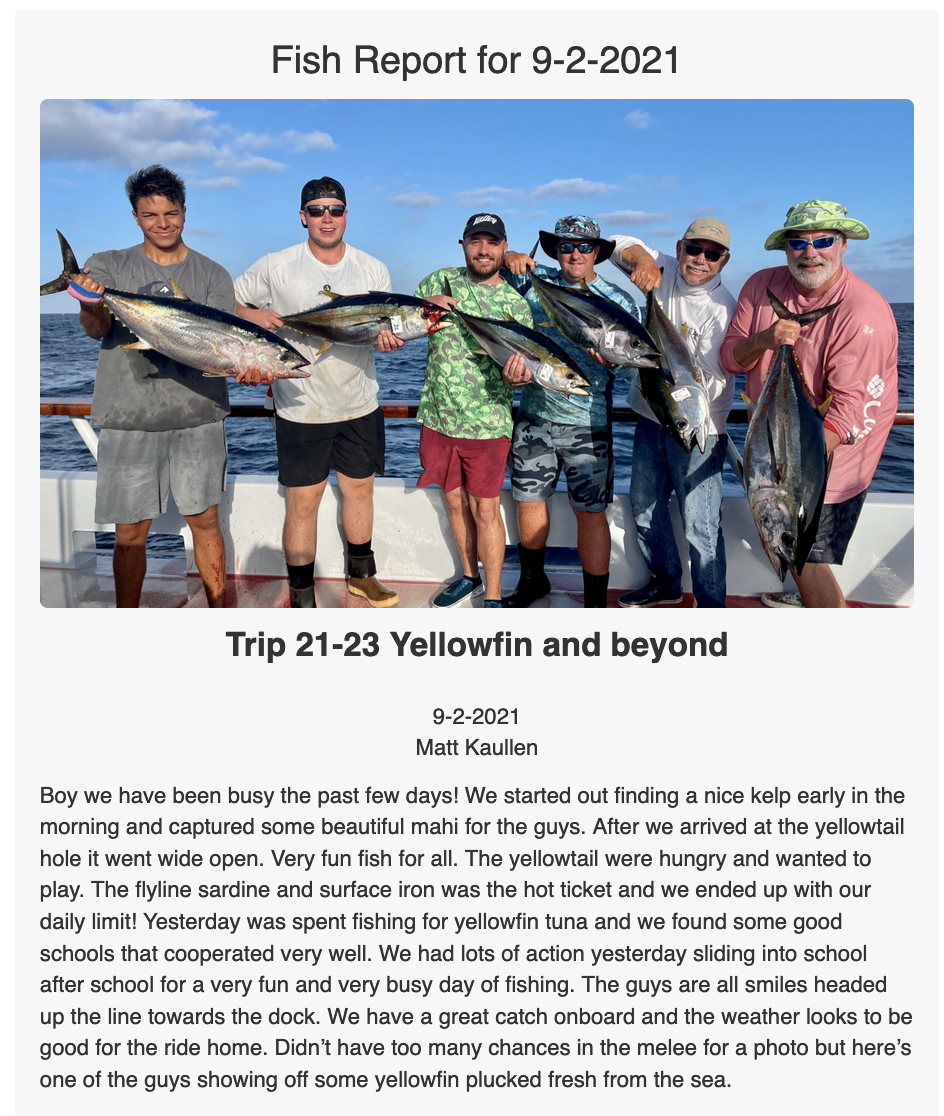 Fish Report for 9-2-2021
Trip 21-23 Yellowfin and beyond
9-2-2021
Matt Kaullen
Boy we have been busy the past few days! We started out finding a nice kelp early in the
morning and captured some beautiful mahi for the guys. After we arrived at the yellowtail
hole it went wide open. Very fun fish for all. The yellowtail were hungry and wanted to
play. The flyline sardine and surface iron was the hot ticket and we ended up with our
daily limit! Yesterday was spent fishing for yellowfin tuna and we found some good
schools that cooperated very well. We had lots of action yesterday sliding into school
after school for a very fun and very busy day of fishing. The guys are all smiles headed
up the line towards the dock. We have a great catch onboard and the weather looks to be
good for the ride home. Didn’t have too many chances in the melee for a photo but here’s
one of the guys showing off some yellowfin plucked fresh from the sea.